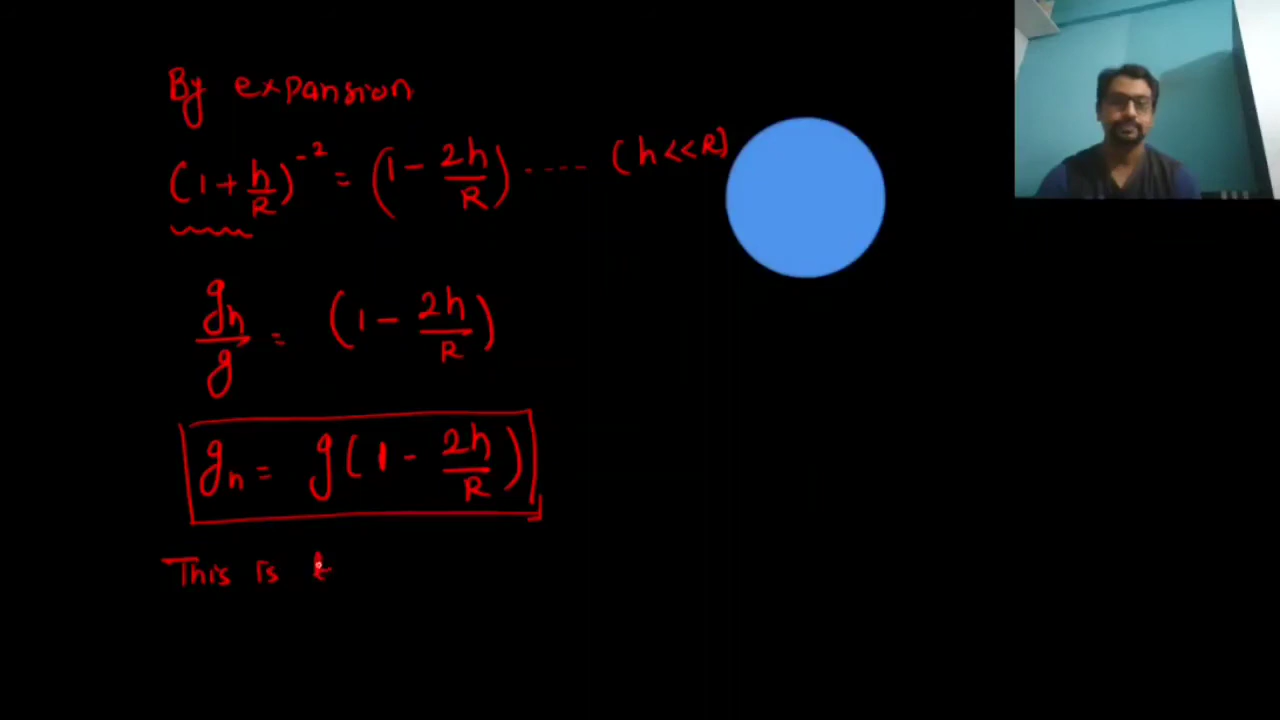 By expansion
(1 + h/R)^-2 = (1 - 2h/R) ..... (h<<R)
gh/g = (1 - 2h/R)
gh = g(1 - 2h/R)
This is t